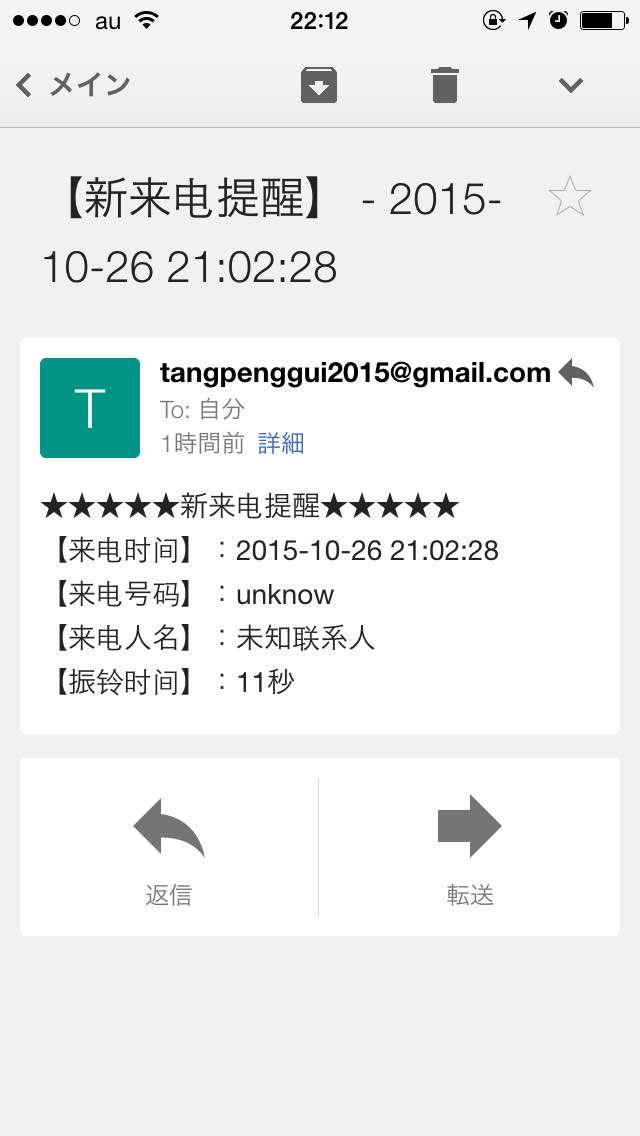 au 22:12
メイン
【新来电提醒】 - 2015-
10-26 21:02:28
T
tangpenggui2015@gmail.com
To: 自分
1時間前 詳細
★★★★★新来电提醒★★★★★
【来电时间】：2015-10-26 21:02:28
【来电号码】：unknow
【来电人名】：未知联系人
【振铃时间】：11秒
返信 転送